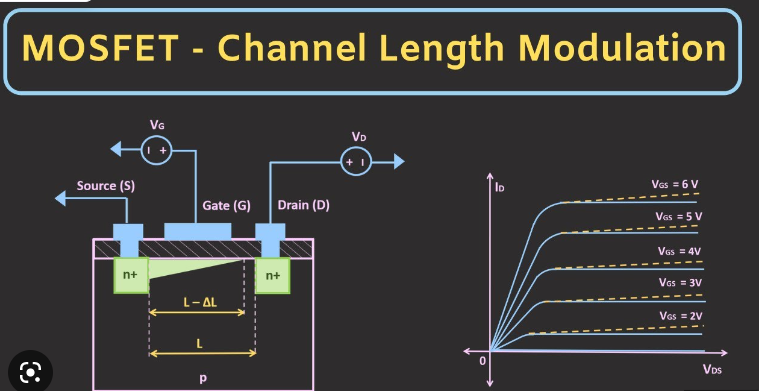 MOSFET - Channel Length Modulation
VG
- +
VD
+ -
Source (S)
Gate (G)
Drain (D)
n+
n+
L – ΔL
L
p
ID
VGS = 6 V
VGS = 5 V
VGS = 4V
VGS = 3V
VGS = 2V
0
VDS